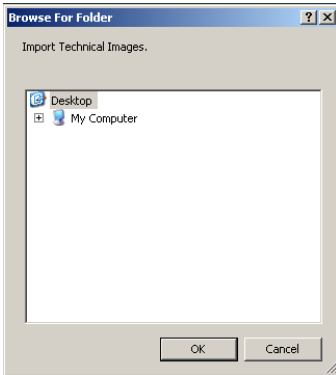 Browse For Folder
Import Technical Images.
Desktop
My Computer
OK Cancel